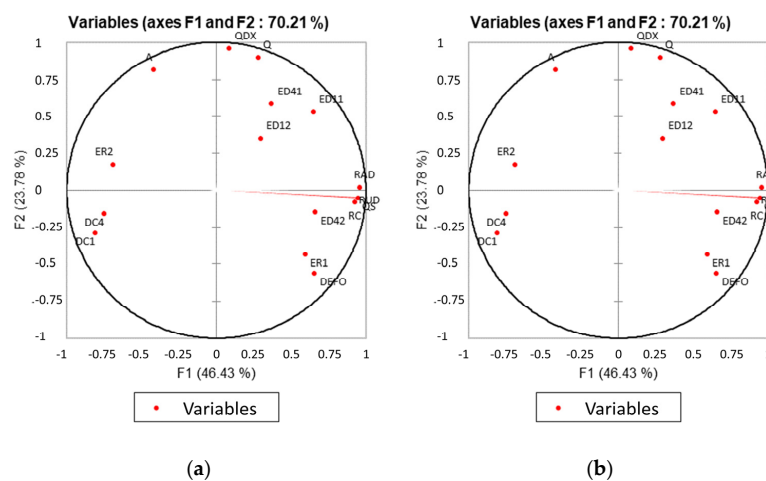 (a)
Variables (axes F1 and F2 : 70.21 %)
F2 (23.78 %)
1
0.75
0.5
0.25
0
-0.25
-0.5
-0.75
-1
QDX
Q
A
ED41
ED11
ED12
ER2
RAD
RUD
QS
RC
DC4
ED42
DC1
ER1
DEFO
-1
-0.75
-0.5
-0.25
0
0.25
0.5
0.75
1
F1 (46.43 %)
Variables
(b)
Variables (axes F1 and F2 : 70.21 %)
F2 (23.78 %)
1
0.75
0.5
0.25
0
-0.25
-0.5
-0.75
-1
QDX
Q
A
ED41
ED11
ED12
ER2
RA
R
RC
DC4
ED42
DC1
ER1
DEFO
-1
-0.75
-0.5
-0.25
0
0.25
0.5
0.75
F1 (46.43 %)
Variables